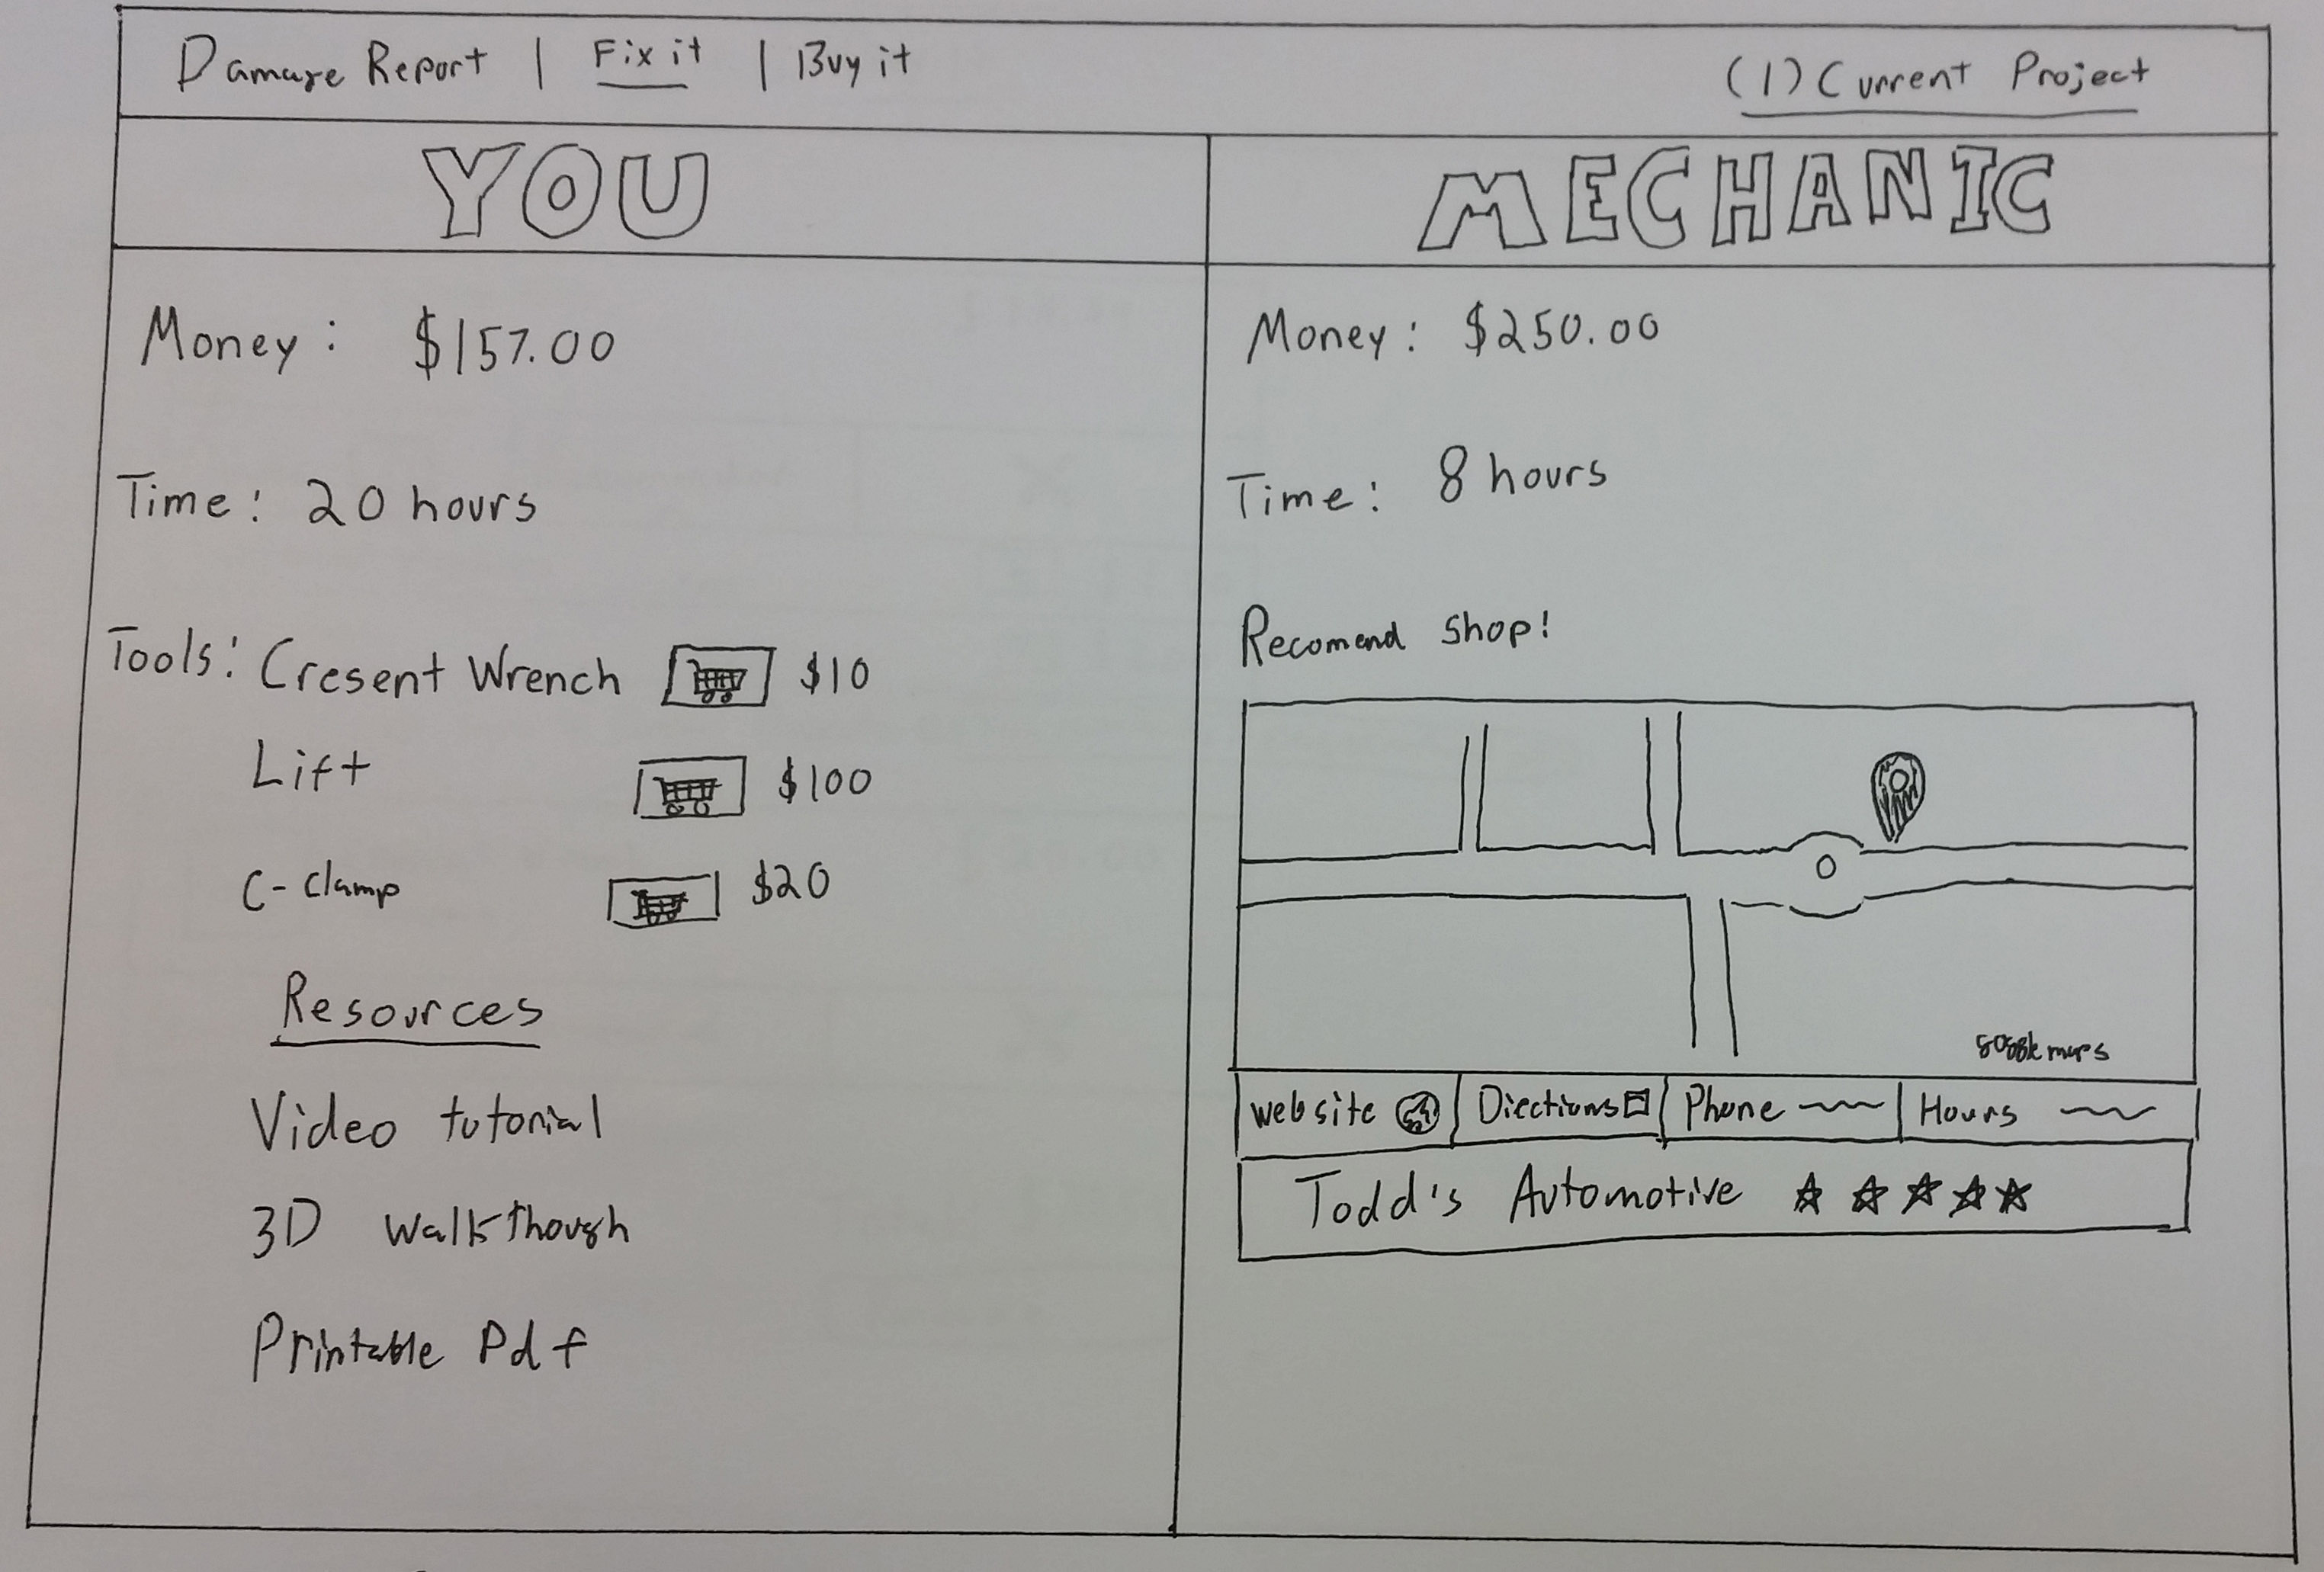 Damage Report | Fix it | Buy it
(1) Current Project
YOU
Money: $157.00
Time: 20 hours
Tools: Cresent Wrench $10
Lift $100
C-clamp $20
Resources
Video tutorial
3D walkthough
Printable Pdf
MECHANIC
Money: $250.00
Time: 8 hours
Recomend shop!
google maps
website Diections Phone Hours
Todd's Automotive